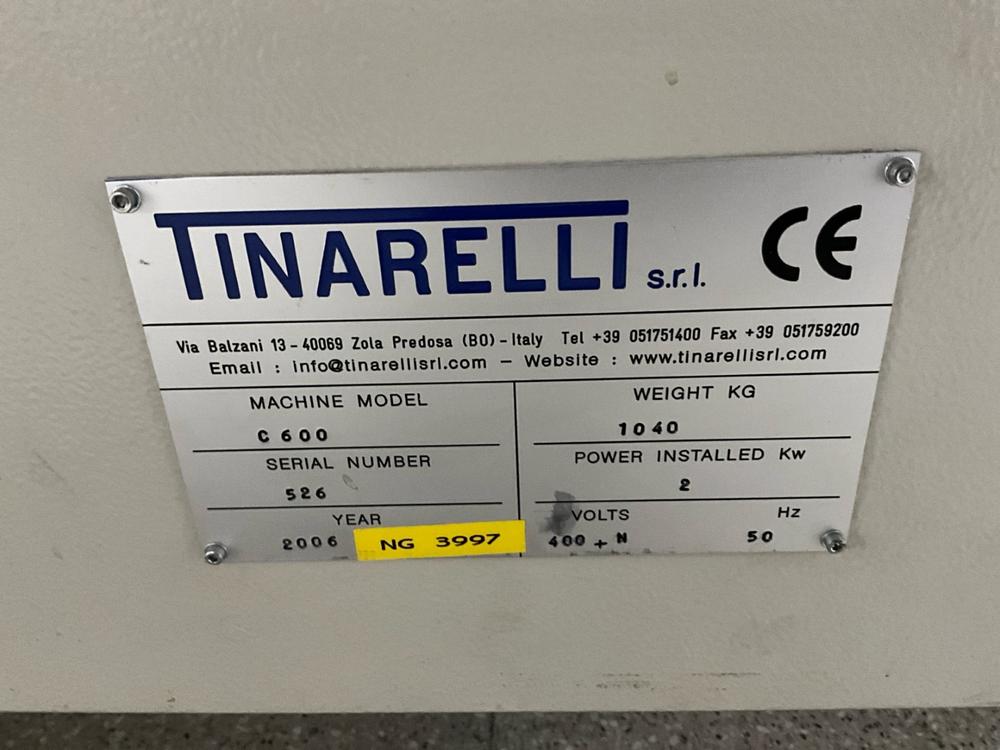 TINARELLI s.r.l. CE
Via Balzani 13 - 40069 Zola Predosa (BO) - Italy Tel +39 051751400 Fax +39 051759200
Email : info@tinarellisrl.com – Website : www.tinarellisrl.com
MACHINE MODEL
C 600
SERIAL NUMBER
526
YEAR
2006
NG 3997
WEIGHT KG
1040
POWER INSTALLED Kw
2
VOLTS Hz
400 + N 50